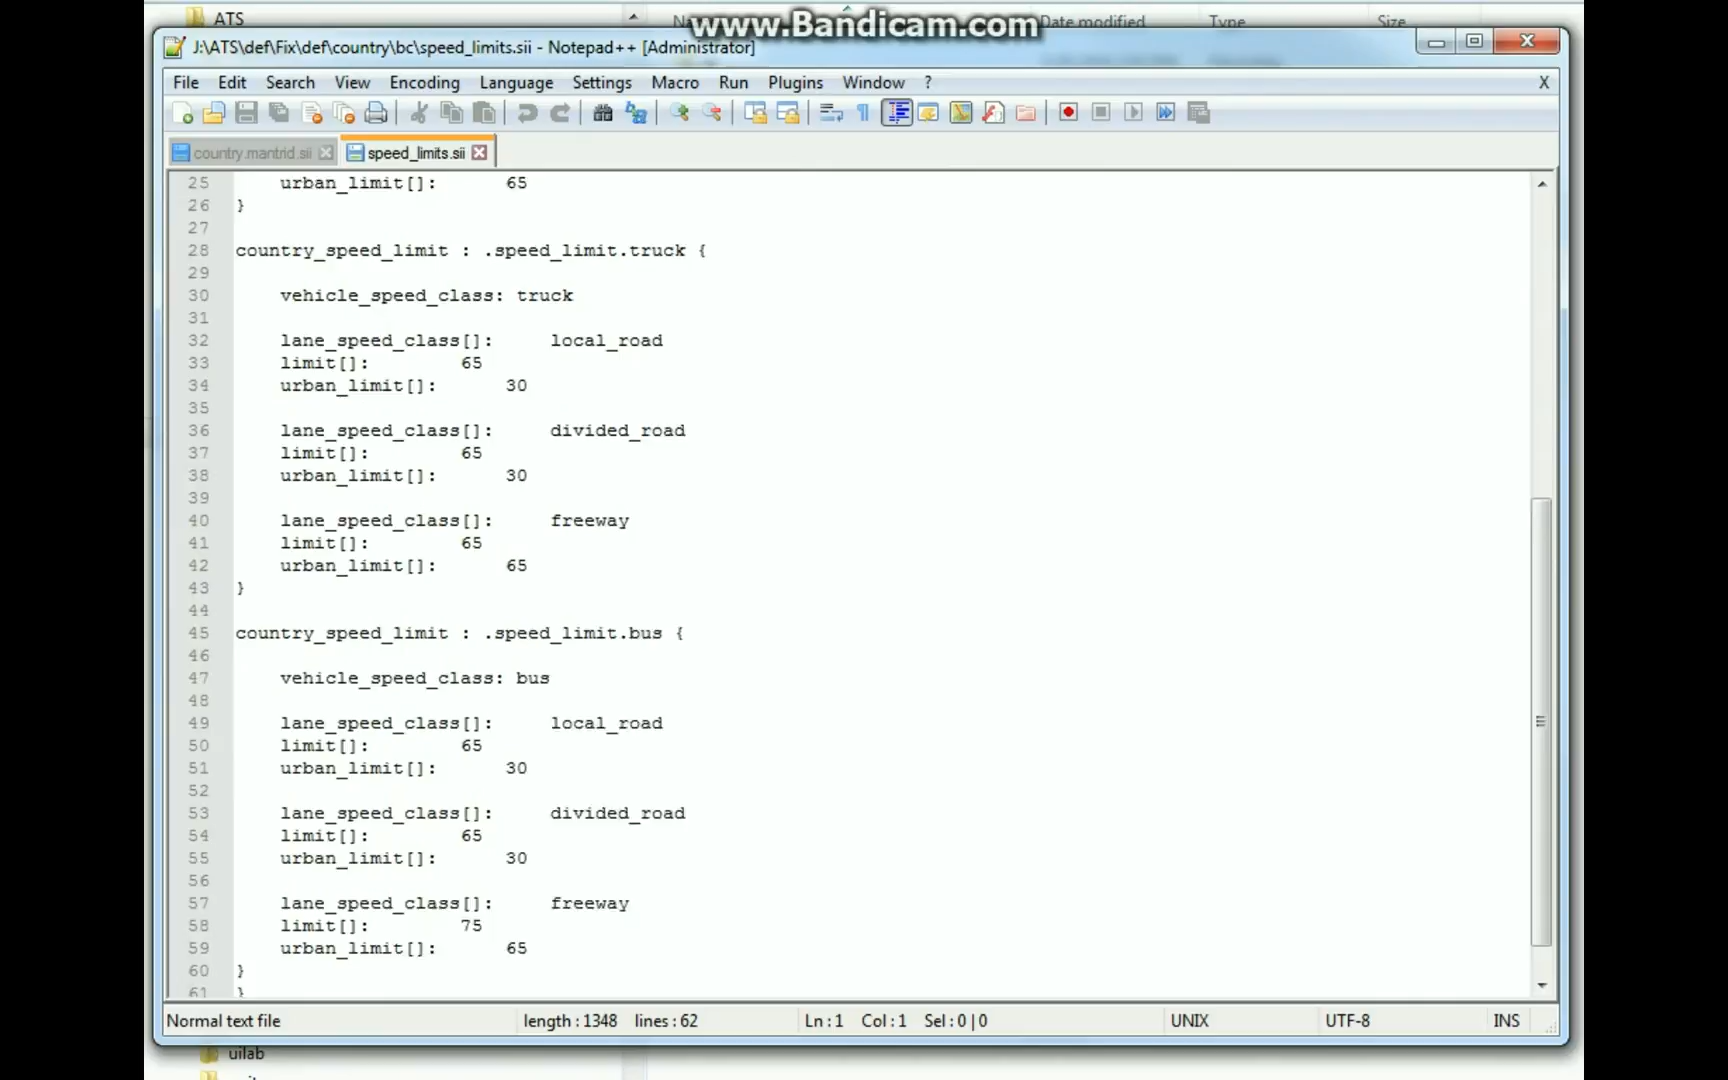 ATS
www.Bandicam.com
Date modified
Type
Size
J:\ATS\def\Fix\def\country\bc\speed_limits.sii - Notepad++ [Administrator]
File Edit Search View Encoding Language Settings Macro Run Plugins Window ?
X
country.mantrid.sii
speed_limits.sii
25 urban_limit[]: 65
26 }
27
28 country_speed_limit : .speed_limit.truck {
29
30 vehicle_speed_class: truck
31
32 lane_speed_class[]: local_road
33 limit[]: 65
34 urban_limit[]: 30
35
36 lane_speed_class[]: divided_road
37 limit[]: 65
38 urban_limit[]: 30
39
40 lane_speed_class[]: freeway
41 limit[]: 65
42 urban_limit[]: 65
43 }
44
45 country_speed_limit : .speed_limit.bus {
46
47 vehicle_speed_class: bus
48
49 lane_speed_class[]: local_road
50 limit[]: 65
51 urban_limit[]: 30
52
53 lane_speed_class[]: divided_road
54 limit[]: 65
55 urban_limit[]: 30
56
57 lane_speed_class[]: freeway
58 limit[]: 75
59 urban_limit[]: 65
60 }
61 }
Normal text file length : 1348 lines : 62 Ln : 1 Col : 1 Sel : 0 | 0 UNIX UTF-8 INS
uilab